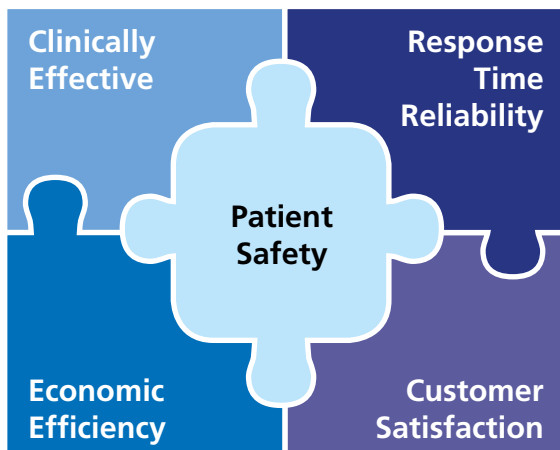 Clinically
Effective
Response
Time
Reliability
Patient
Safety
Economic
Efficiency
Customer
Satisfaction